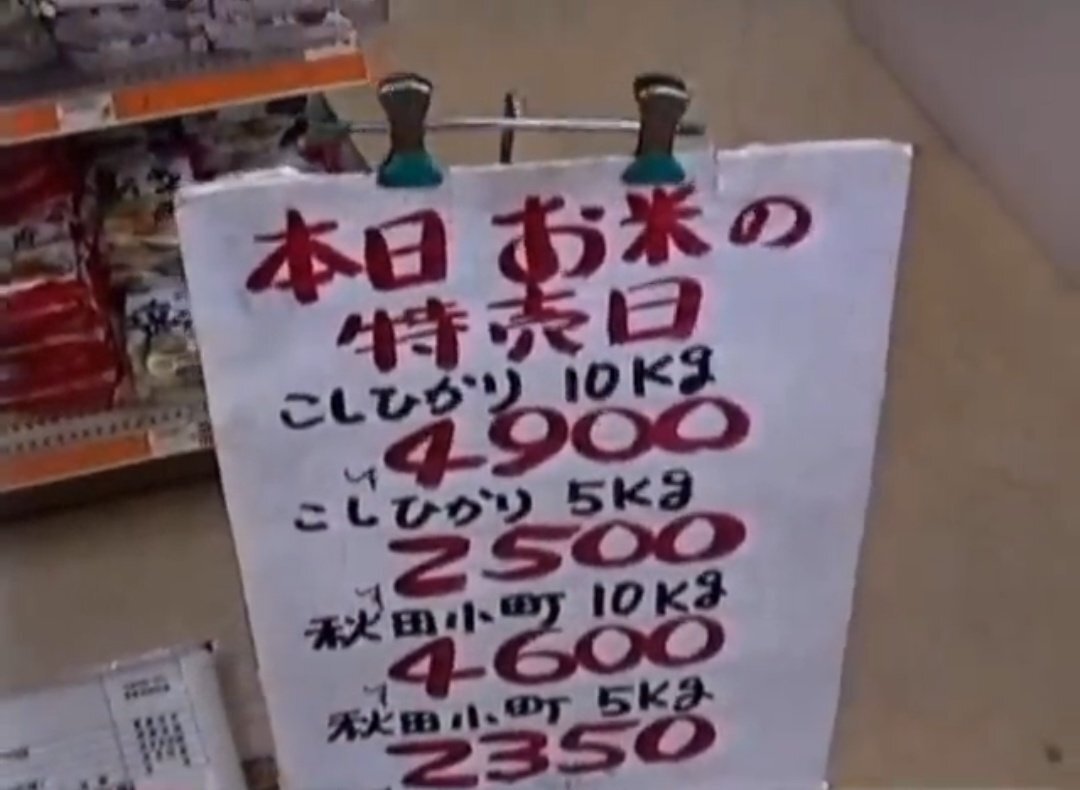 本日お米の
特売日
こしひかり 10Kg
4900
こしひかり 5Kg
2500
秋田小町 10Kg
4600
秋田小町 5Kg
2350